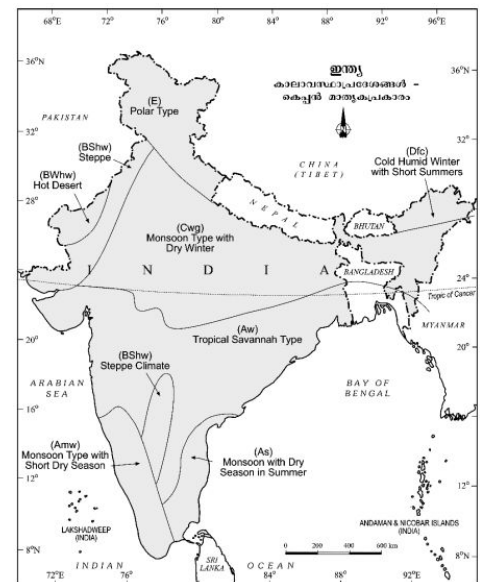 68°E 72°E 76° 80° 84° 88° 92° 96°E
ഇന്ത്യ
കാലാവസ്ഥാപ്രദേശങ്ങൾ -
കെപ്പൻ മാതൃകപ്രകാരം
36°N
36°N
(E)
Polar Type
PAKISTAN
32°
32°
(BShw)
Steppe
(BWhw)
Hot Desert
CHINA
(TIBET)
(Dfc)
Cold Humid Winter
with Short Summers
28°
28°
NEPAL
BHUTAN
(Cwg)
Monsoon Type with
Dry Winter
INDIA
BANGLADESH
24°
Tropic of Cancer
MYANMAR
(Aw)
Tropical Savannah Type
20°
20°
(BShw)
Steppe Climate
ARABIAN
SEA
BAY OF
BENGAL
16°
16°
(Amw)
Monsoon Type with
Short Dry Season
(As)
Monsoon with Dry
Season in Summer
12°
12°
LAKSHADWEEP
(INDIA)
ANDAMAN & NICOBAR ISLANDS
(INDIA)
0 200 400 600 km
8°N
8°N
INDIAN OCEAN
SRI
LANKA
72°E 76° 80° 84° 88° 92°E